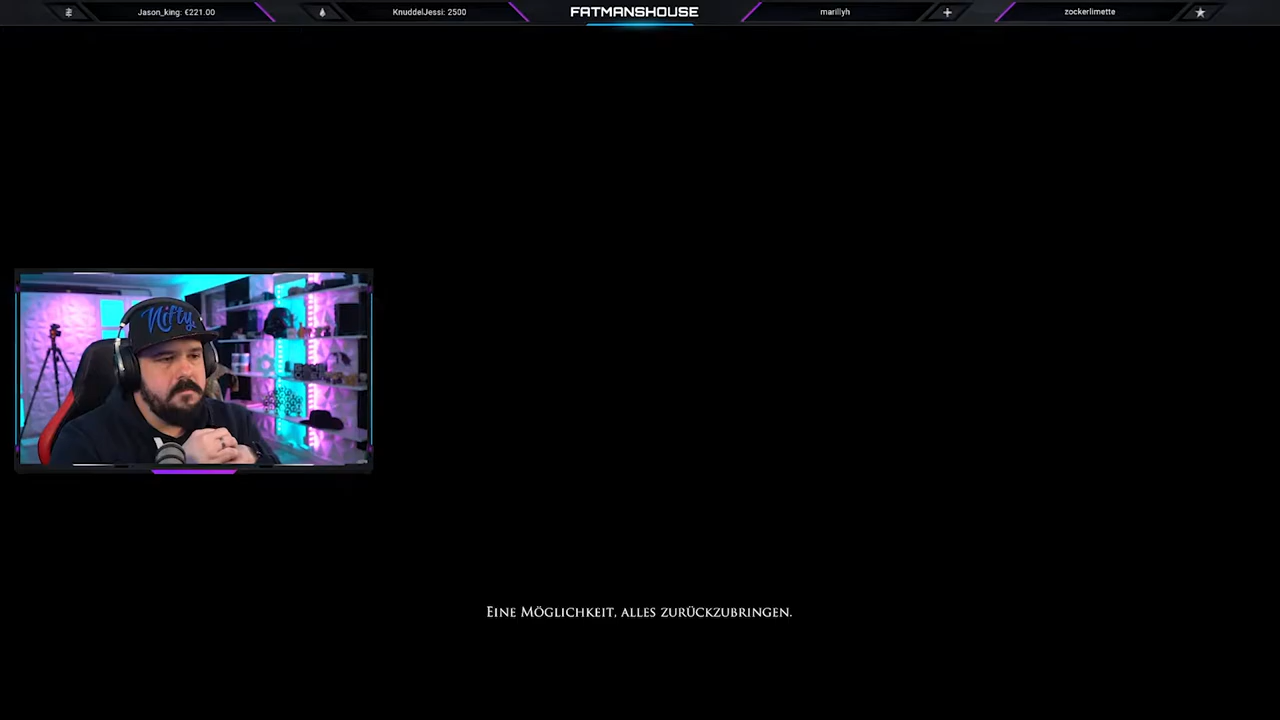 Jason_king: €221.00
KnuddelJessi: 2500
FATMANSHOUSE
marillyh
zockerlimette
Nifty
Eine Möglichkeit, alles zurückzubringen.